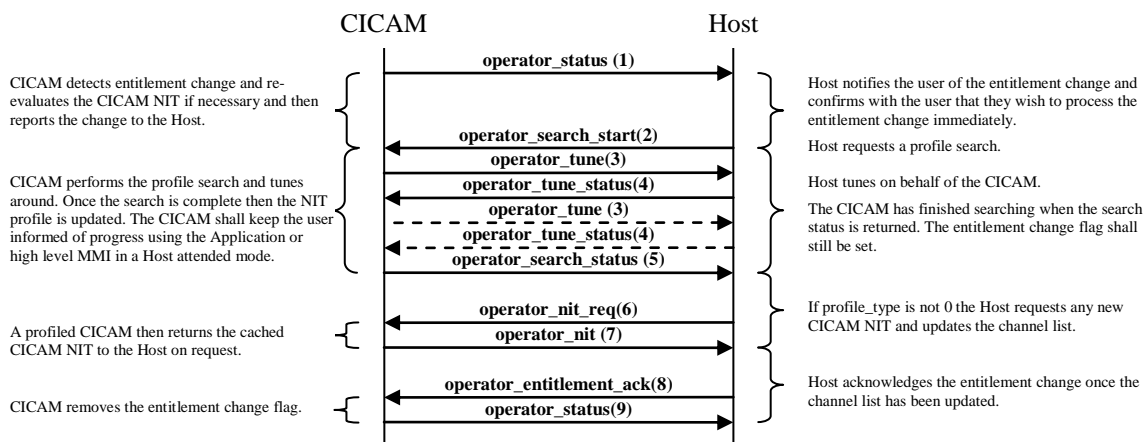 CICAM
Host
operator_status (1)
CICAM detects entitlement change and re-
evaluates the CICAM NIT if necessary and then
reports the change to the Host.
Host notifies the user of the entitlement change and
confirms with the user that they wish to process the
entitlement change immediately.
operator_search_start(2)
Host requests a profile search.
operator_tune(3)
CICAM performs the profile search and tunes
around. Once the search is complete then the NIT
profile is updated. The CICAM shall keep the user
informed of progress using the Application or
high level MMI in a Host attended mode.
operator_tune_status(4)
Host tunes on behalf of the CICAM.
operator_tune (3)
The CICAM has finished searching when the search
status is returned. The entitlement change flag shall
still be set.
operator_tune_status(4)
operator_search_status (5)
operator_nit_req(6)
If profile_type is not 0 the Host requests any new
CICAM NIT and updates the channel list.
A profiled CICAM then returns the cached
CICAM NIT to the Host on request.
operator_nit (7)
operator_entitlement_ack(8)
Host acknowledges the entitlement change once the
channel list has been updated.
CICAM removes the entitlement change flag.
operator_status(9)